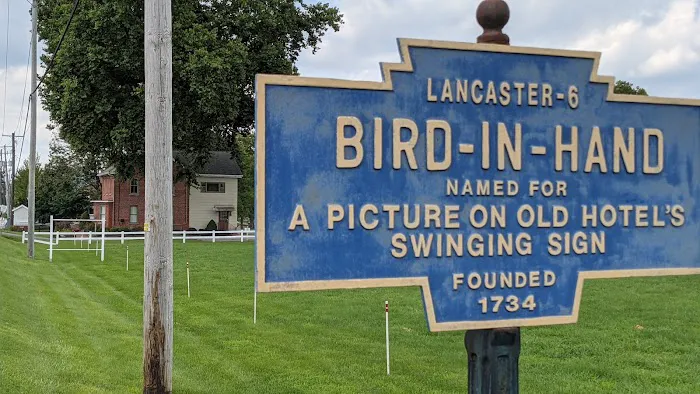 LANCASTER-6
BIRD-IN-HAND
NAMED FOR
A PICTURE ON OLD HOTEL'S
SWINGING SIGN
FOUNDED
1734